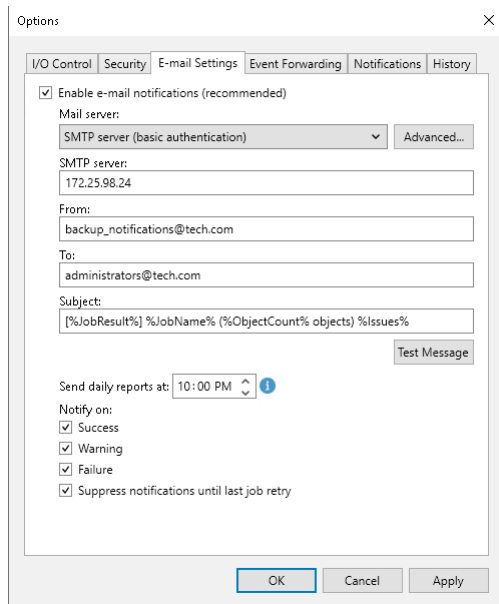 Options
I/O Control Security E-mail Settings Event Forwarding Notifications History
Enable e-mail notifications (recommended)
Mail server:
SMTP server (basic authentication) Advanced...
SMTP server:
172.25.98.24
From:
backup_notifications@tech.com
To:
administrators@tech.com
Subject:
[%JobResult%] %JobName% (%ObjectCount% objects) %Issues%
Test Message
Send daily reports at: 10:00 PM
Notify on:
Success
Warning
Failure
Suppress notifications until last job retry
OK Cancel Apply